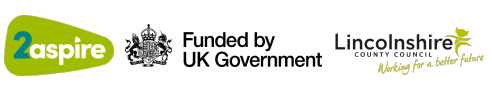 2aspire
Funded by
UK Government
Lincolnshire
COUNTY COUNCIL
Working for a better future